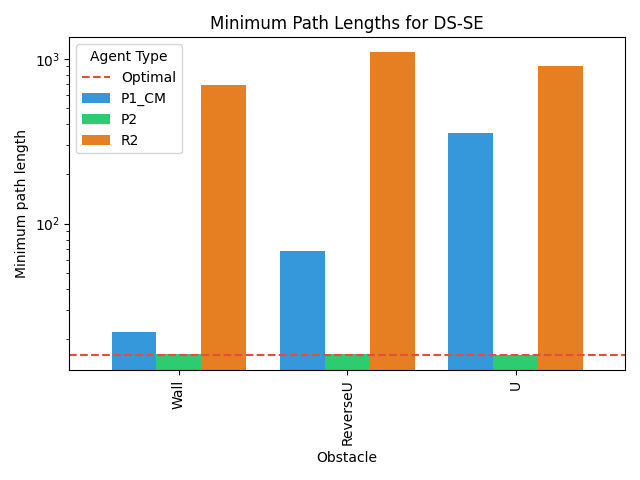 Minimum Path Lengths for DS-SE
Agent Type
Optimal
P1_CM
P2
R2
10³
10²
Minimum path length
Wall
ReverseU
U
Obstacle